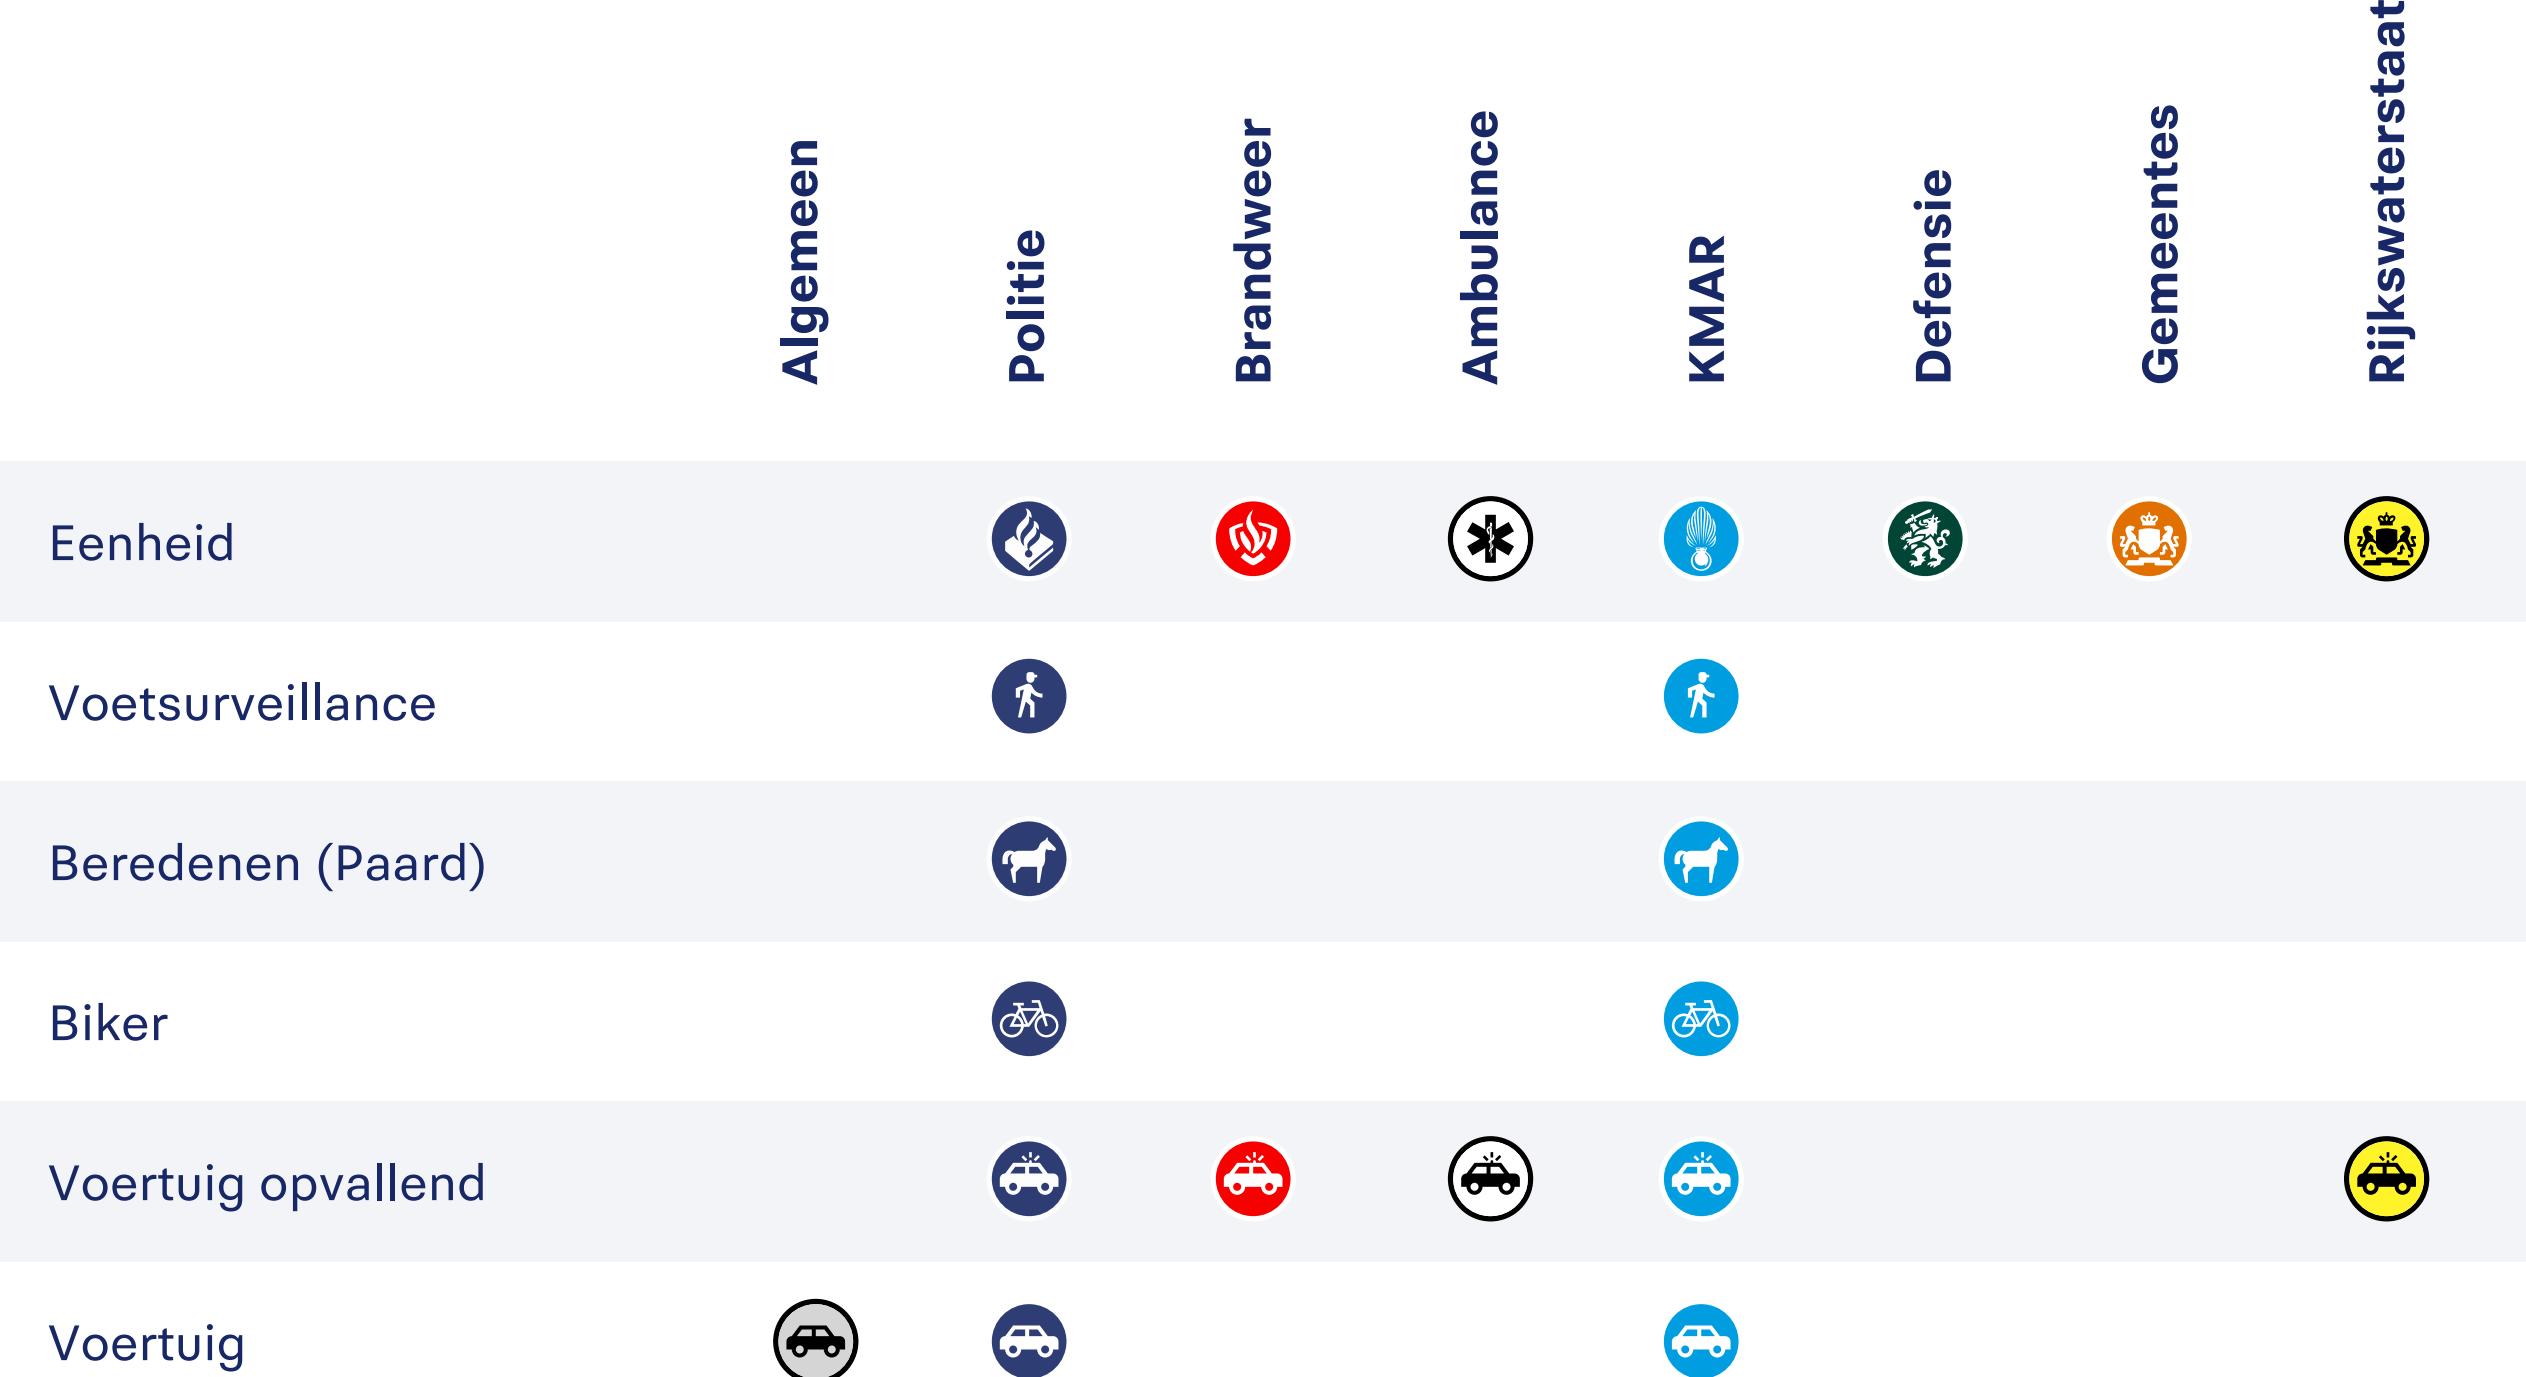 Algemeen
Politie
Brandweer
Ambulance
KMAR
Defensie
Gemeentes
Rijkswaterstaat
Eenheid
Voetsurveillance
Beredenen (Paard)
Biker
Voertuig opvallend
Voertuig